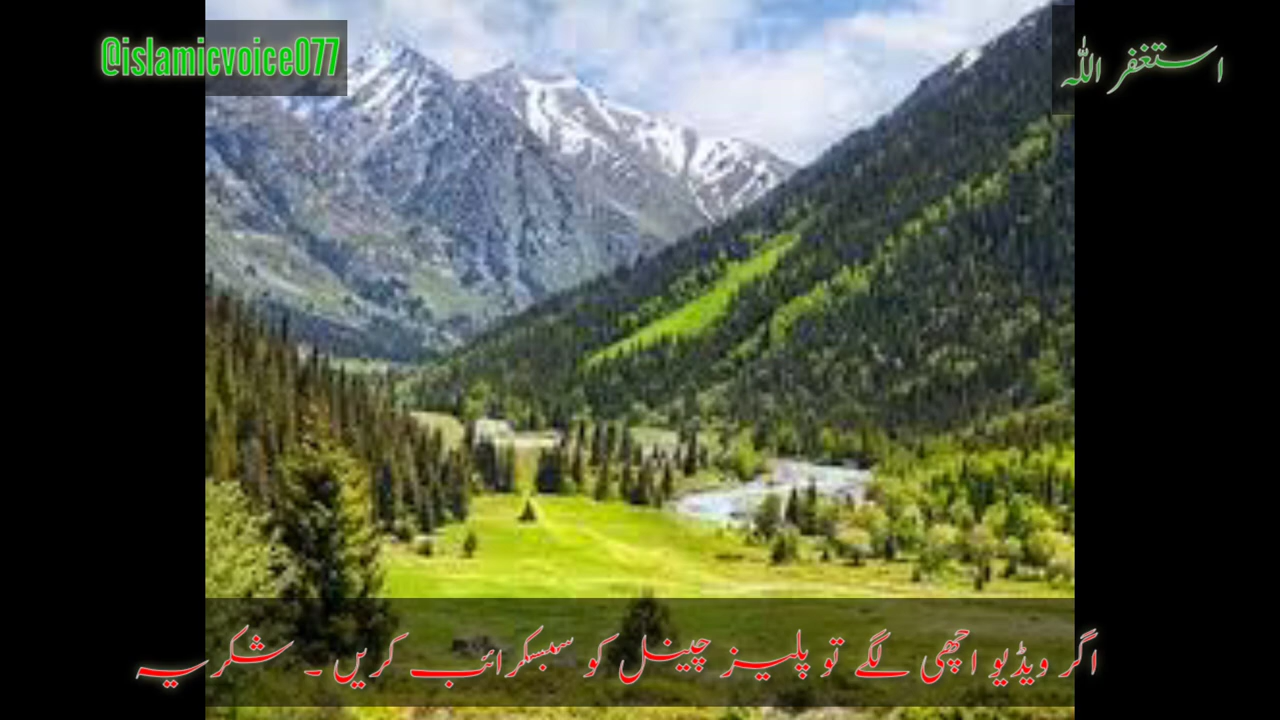 @islamicvoice077
استغفر اللہ
اگر ویڈیو اچھی لگے تو پلیز چینل کو سبسکرائب کریں ۔ شکریہ